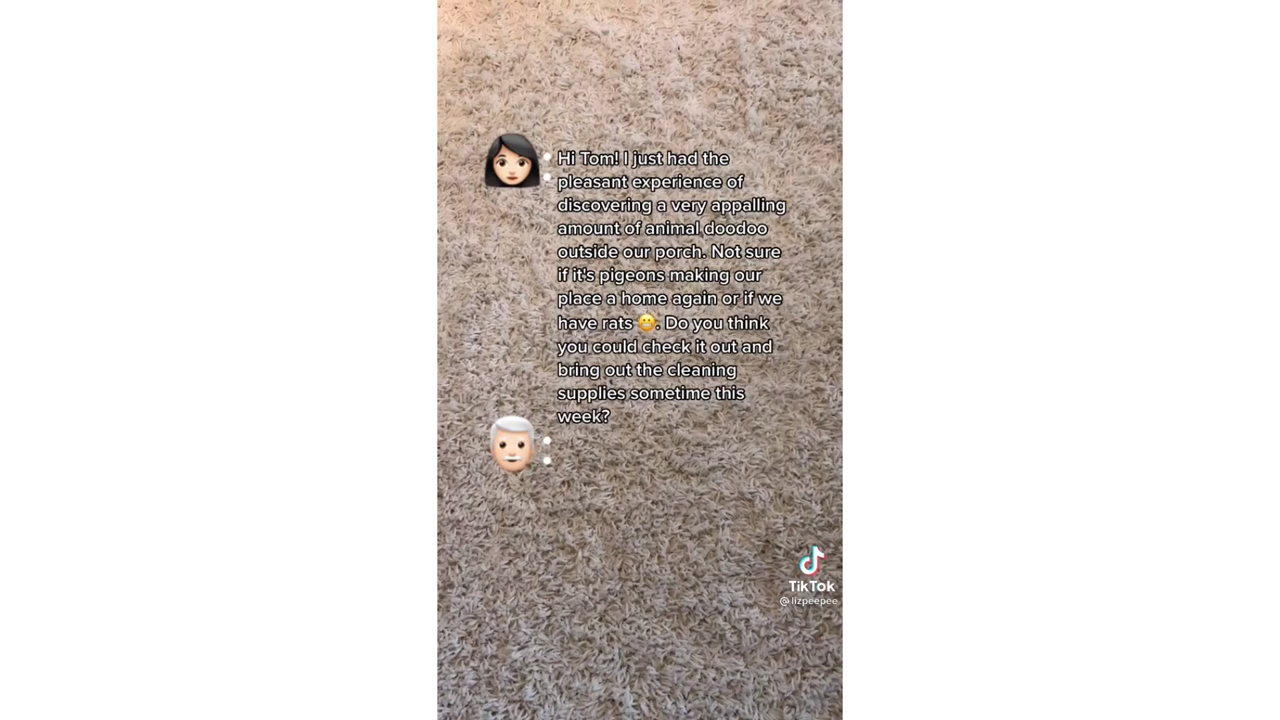 Hi Tom! I just had the
pleasant experience of
discovering a very appalling
amount of animal doodoo
outside our porch. Not sure
if it's pigeons making our
place a home again or if we
have rats 😬. Do you think
you could check it out and
bring out the cleaning
supplies sometime this
week?
TikTok
@lizpeepee